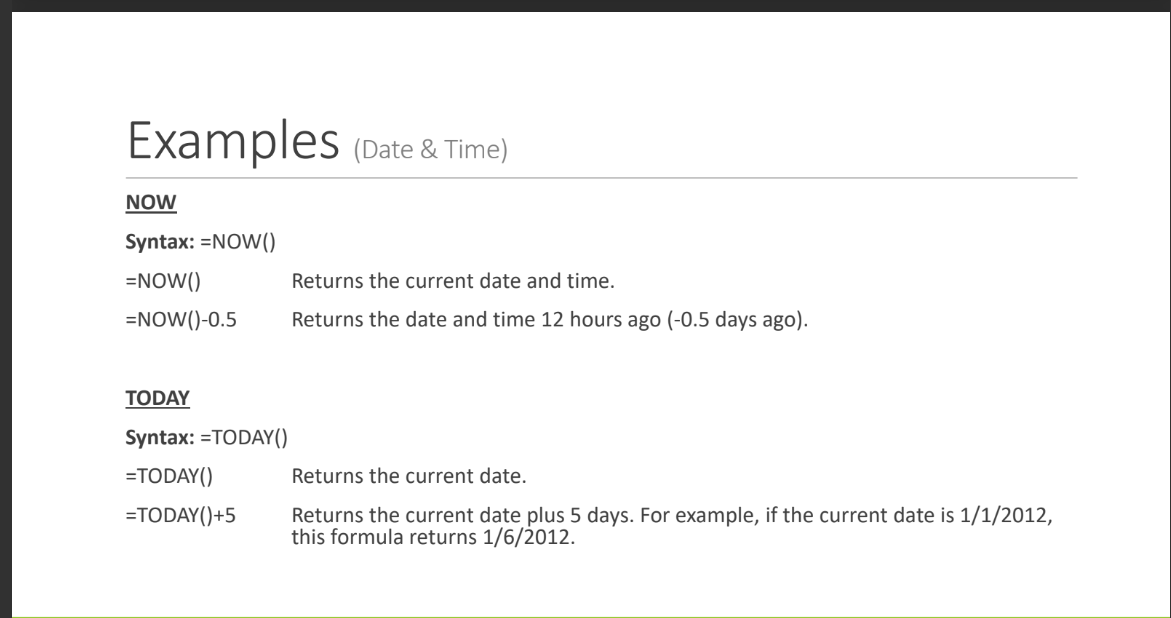 Examples (Date & Time)
NOW
Syntax: =NOW()
=NOW() Returns the current date and time.
=NOW()-0.5 Returns the date and time 12 hours ago (-0.5 days ago).
TODAY
Syntax: =TODAY()
=TODAY() Returns the current date.
=TODAY()+5 Returns the current date plus 5 days. For example, if the current date is 1/1/2012,
this formula returns 1/6/2012.